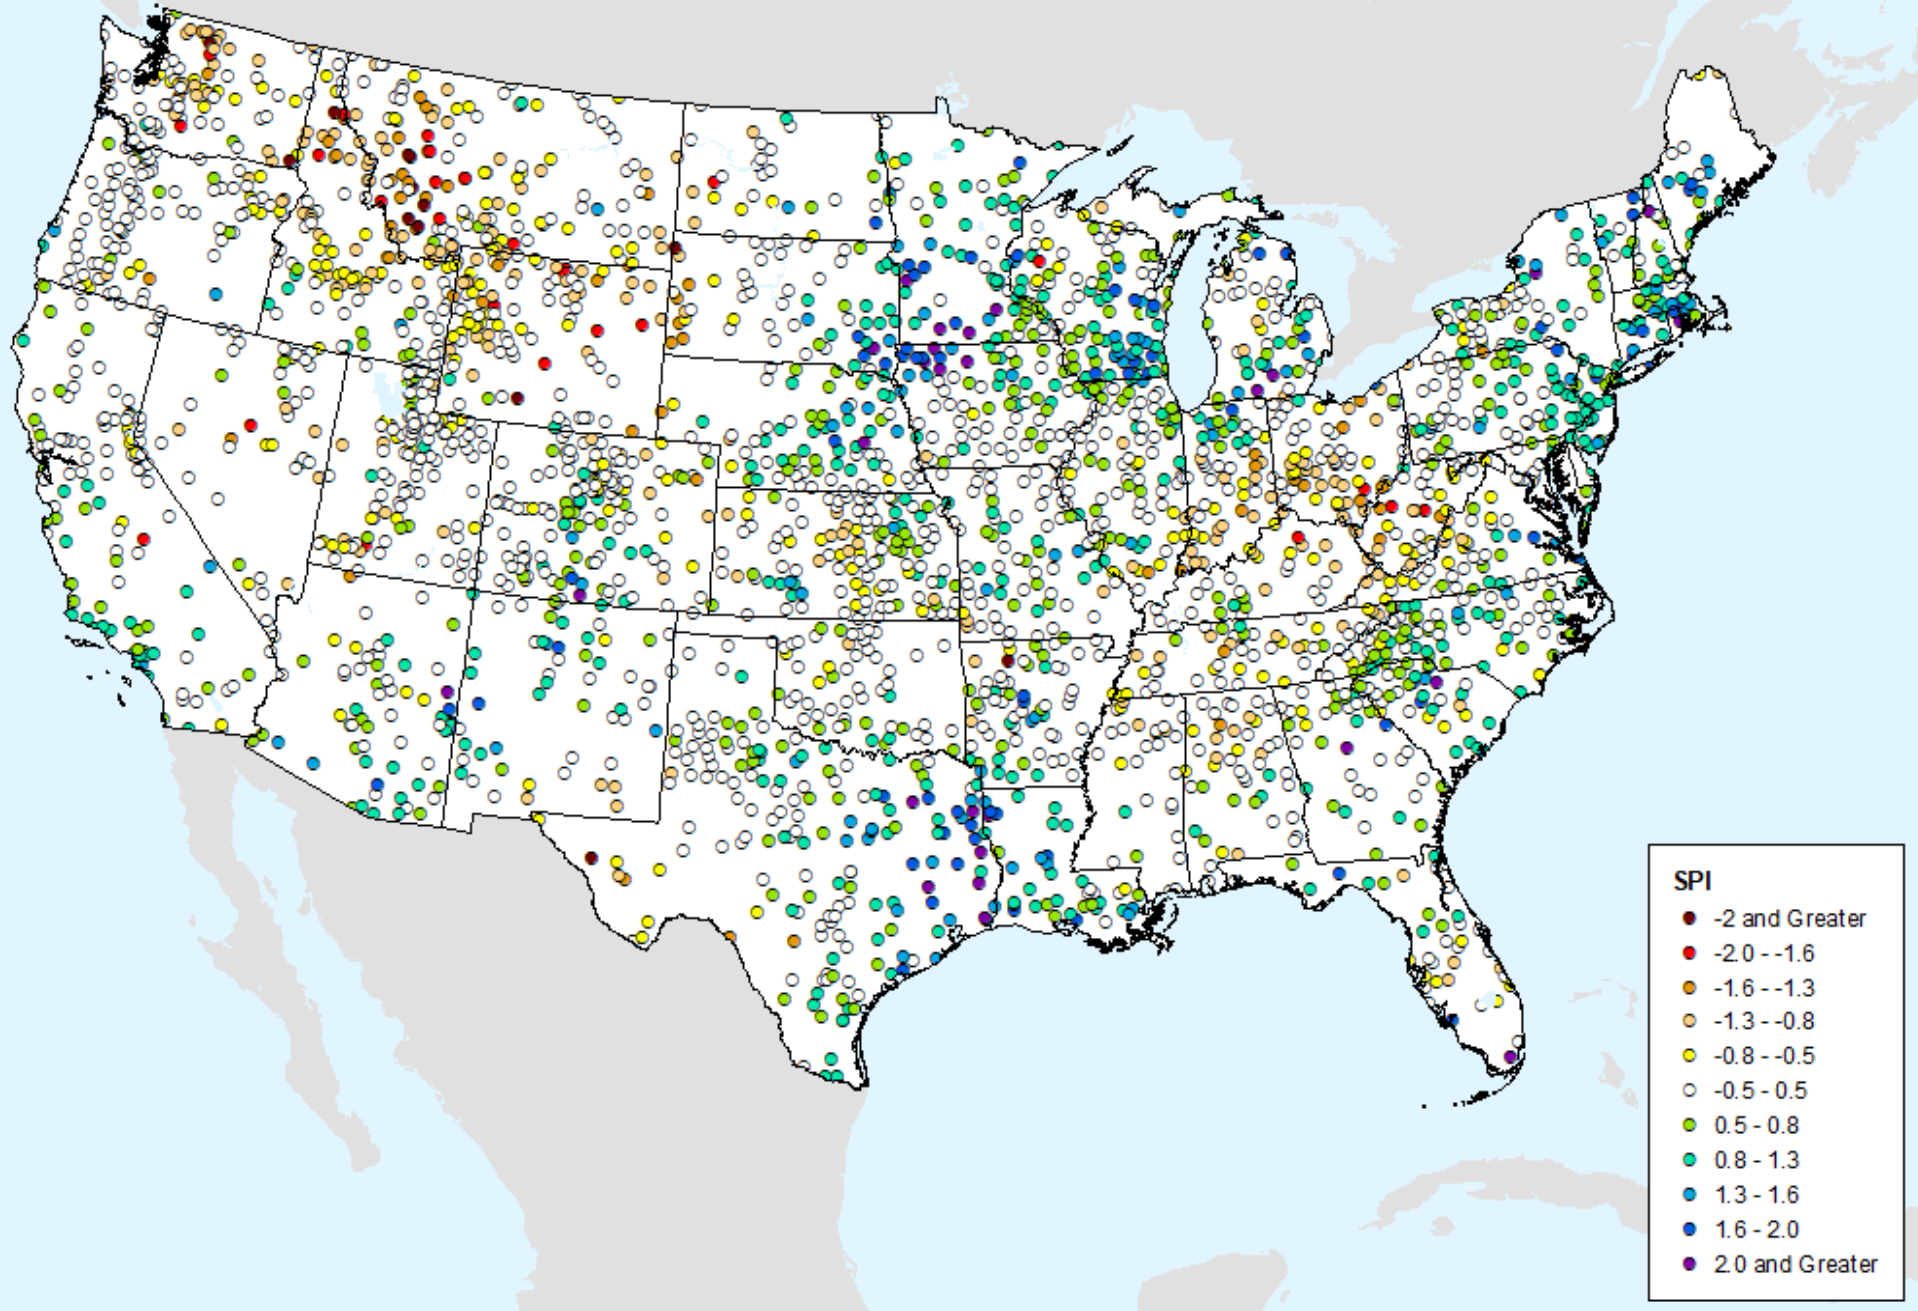 SPI
-2 and Greater
-2.0 - -1.6
-1.6 - -1.3
-1.3 - -0.8
-0.8 - -0.5
-0.5 - 0.5
0.5 - 0.8
0.8 - 1.3
1.3 - 1.6
1.6 - 2.0
2.0 and Greater